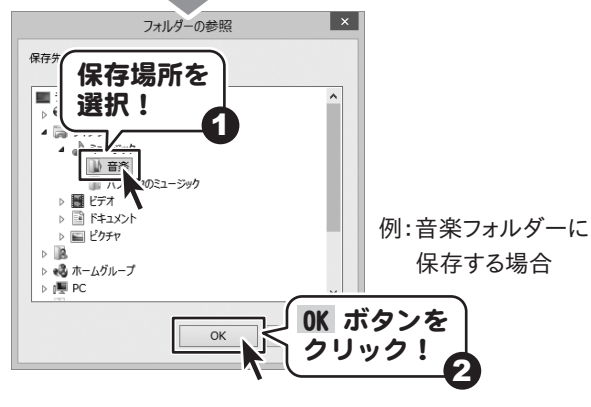 フォルダーの参照
保存先
保存場所を
選択！
1
音楽
のミュージック
ビデオ
ドキュメント
ピクチャ
ホームグループ
PC
例：音楽フォルダーに
保存する場合
OK
OK ボタンを
クリック！
2